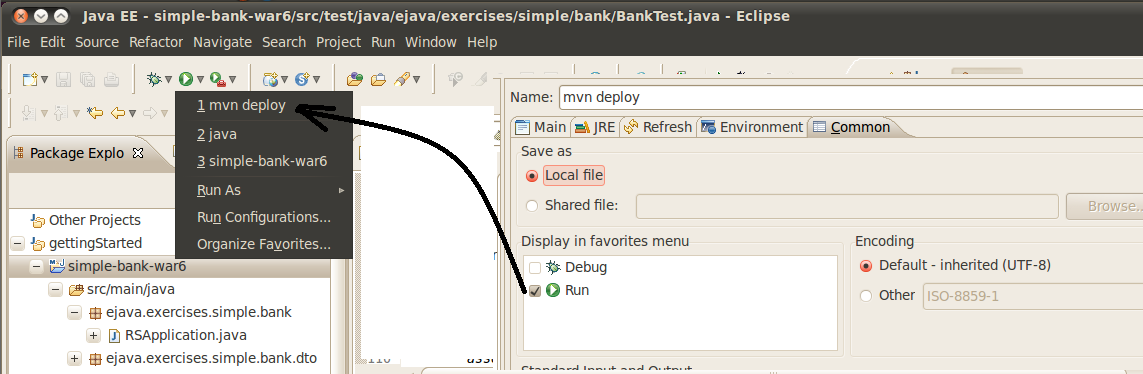 Java EE - simple-bank-war6/src/test/java/ejava/exercises/simple/bank/BankTest.java - Eclipse
File Edit Source Refactor Navigate Search Project Run Window Help
1 mvn deploy
2 java
3 simple-bank-war6
Run As
Run Configurations...
Organize Favorites...
Package Explo
Other Projects
gettingStarted
simple-bank-war6
src/main/java
ejava.exercises.simple.bank
RSApplication.java
ejava.exercises.simple.bank.dto
Name: mvn deploy
Main JRE Refresh Environment Common
Save as
Local file
Shared file: Browse..
Display in favorites menu
Debug
Run
Encoding
Default - inherited (UTF-8)
Other ISO-8859-1
Standard Input and Output